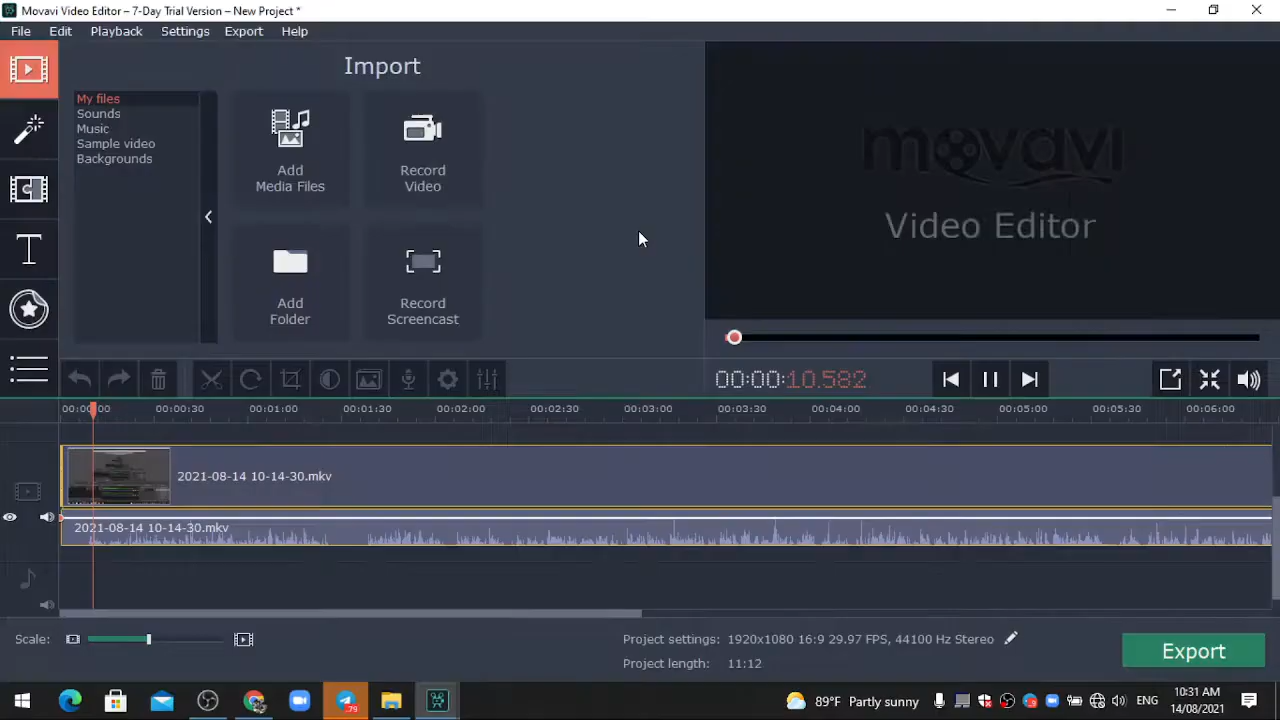 Movavi Video Editor – 7-Day Trial Version – New Project *
File Edit Playback Settings Export Help
Import
My files
Sounds
Music
Sample video
Backgrounds
Add
Media Files
Record
Video
Add
Folder
Record
Screencast
movavi
Video Editor
00:00:10.582
00:00:00 00:00:30 00:01:00 00:01:30 00:02:00 00:02:30 00:03:00 00:03:30 00:04:00 00:04:30 00:05:00 00:05:30 00:06:00
2021-08-14 10-14-30.mkv
2021-08-14 10-14-30.mkv
Scale:
Project settings: 1920x1080 16:9 29.97 FPS, 44100 Hz Stereo
Project length: 11:12
Export
79
89°F Partly sunny
ENG
10:31 AM
14/08/2021